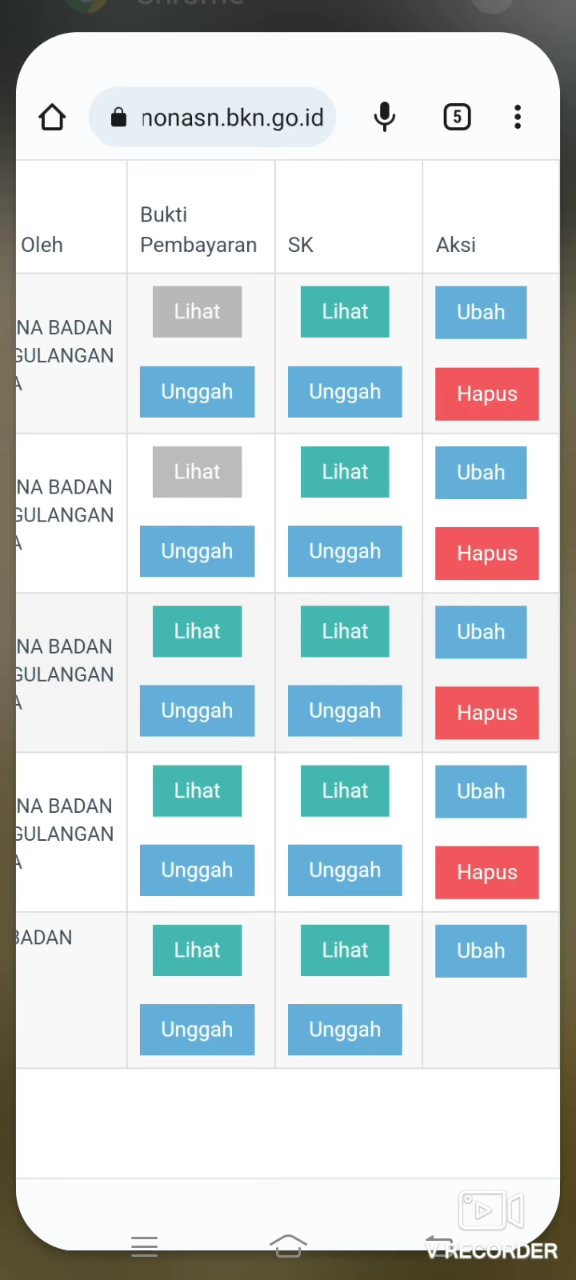 nonasn.bkn.go.id
5
Oleh
Bukti
Pembayaran
SK
Aksi
NA BADAN
GULANGAN
A
Lihat
Unggah
Lihat
Unggah
Ubah
Hapus
NA BADAN
GULANGAN
A
Lihat
Unggah
Lihat
Unggah
Ubah
Hapus
NA BADAN
GULANGAN
A
Lihat
Unggah
Lihat
Unggah
Ubah
Hapus
NA BADAN
GULANGAN
A
Lihat
Unggah
Lihat
Unggah
Ubah
Hapus
BADAN
Lihat
Unggah
Lihat
Unggah
Ubah
V RECORDER